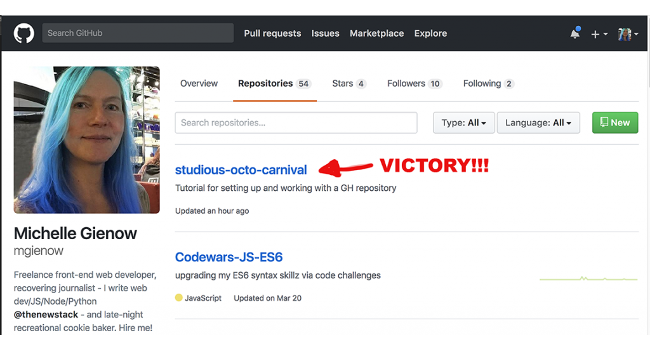 Search GitHub
Pull requests Issues Marketplace Explore
Overview Repositories 54 Stars 4 Followers 10 Following 2
Search repositories...
Type: All Language: All New
studious-octo-carnival VICTORY!!!
Tutorial for setting up and working with a GH repository
Updated an hour ago
Michelle Gienow
mgienow
Freelance front-end web developer,
recovering journalist - I write web
dev/JS/Node/Python
@thenewstack - and late-night
recreational cookie baker. Hire me!
Codewars-JS-ES6
upgrading my ES6 syntax skillz via code challenges
JavaScript Updated on Mar 20